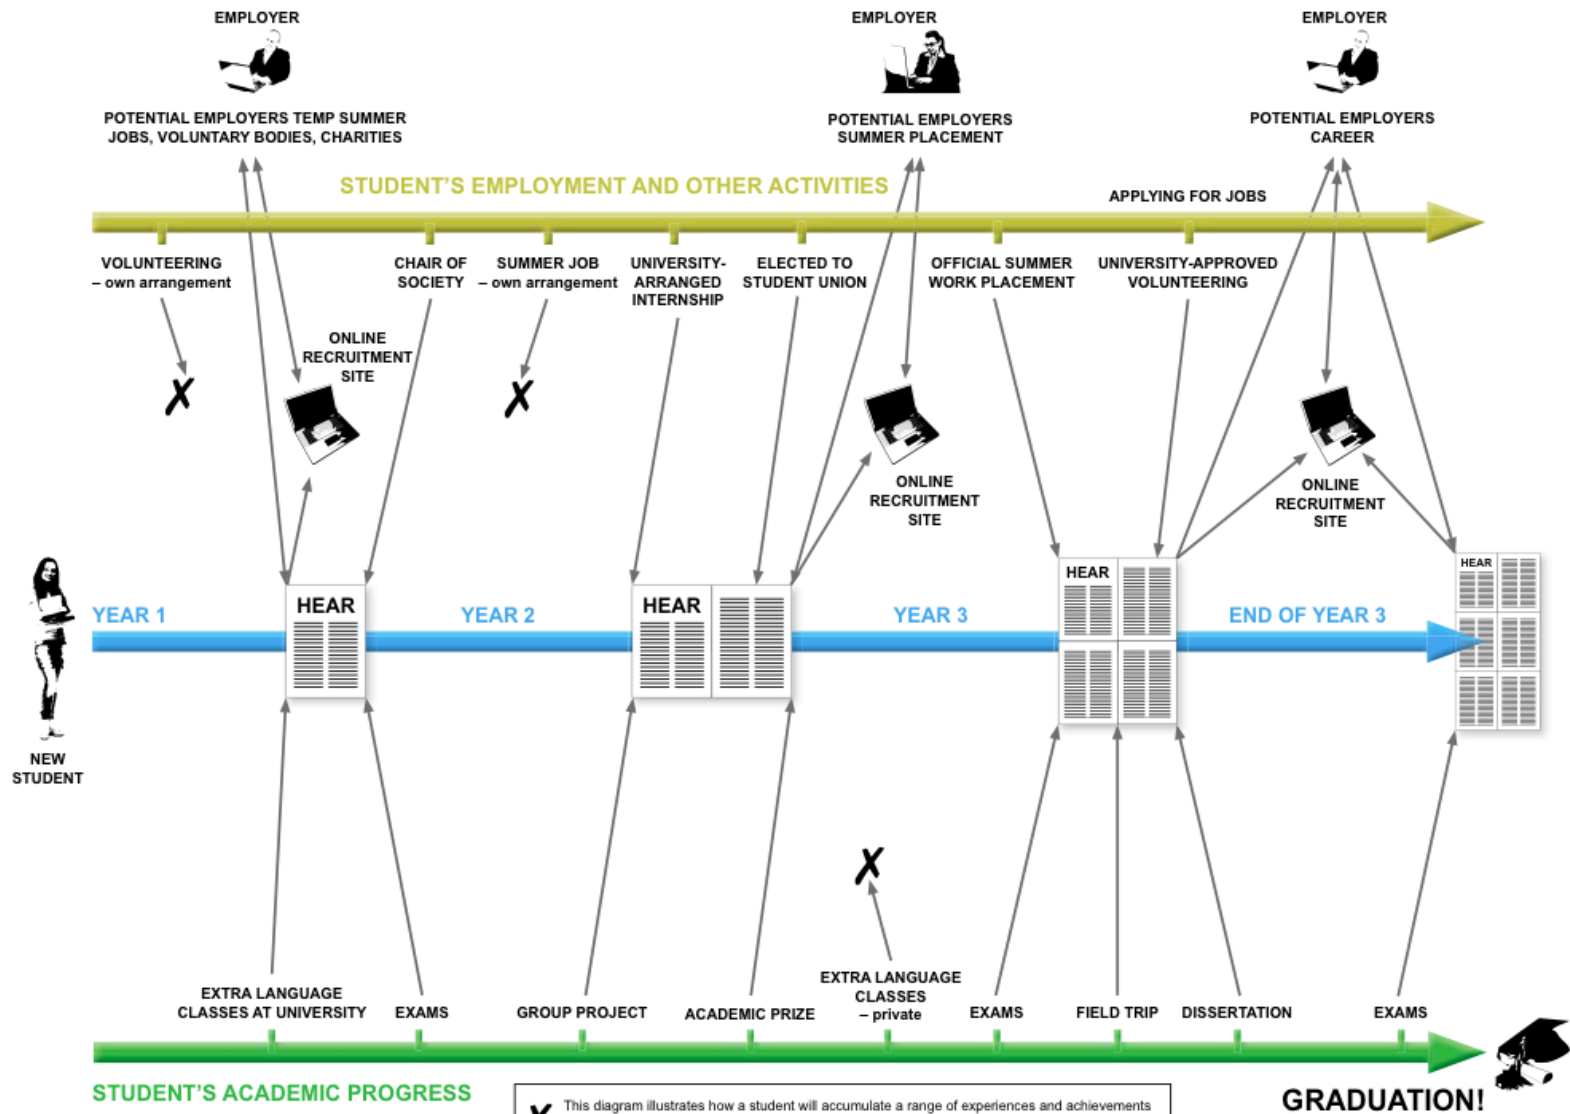 EMPLOYER
POTENTIAL EMPLOYERS TEMP SUMMER
JOBS, VOLUNTARY BODIES, CHARITIES
EMPLOYER
POTENTIAL EMPLOYERS
SUMMER PLACEMENT
EMPLOYER
POTENTIAL EMPLOYERS
CAREER
STUDENT’S EMPLOYMENT AND OTHER ACTIVITIES
APPLYING FOR JOBS
VOLUNTEERING
– own arrangement
CHAIR OF
SOCIETY
SUMMER JOB
– own arrangement
UNIVERSITY-
ARRANGED
INTERNSHIP
ELECTED TO
STUDENT UNION
OFFICIAL SUMMER
WORK PLACEMENT
UNIVERSITY-APPROVED
VOLUNTEERING
ONLINE
RECRUITMENT
SITE
✗
✗
ONLINE
RECRUITMENT
SITE
ONLINE
RECRUITMENT
SITE
YEAR 1
HEAR
YEAR 2
HEAR
YEAR 3
HEAR
END OF YEAR 3
HEAR
NEW
STUDENT
✗
EXTRA LANGUAGE
CLASSES AT UNIVERSITY
EXAMS
GROUP PROJECT
ACADEMIC PRIZE
EXTRA LANGUAGE
CLASSES
– private
EXAMS
FIELD TRIP
DISSERTATION
EXAMS
STUDENT’S ACADEMIC PROGRESS
GRADUATION!
✗ This diagram illustrates how a student will accumulate a range of experiences and achievements